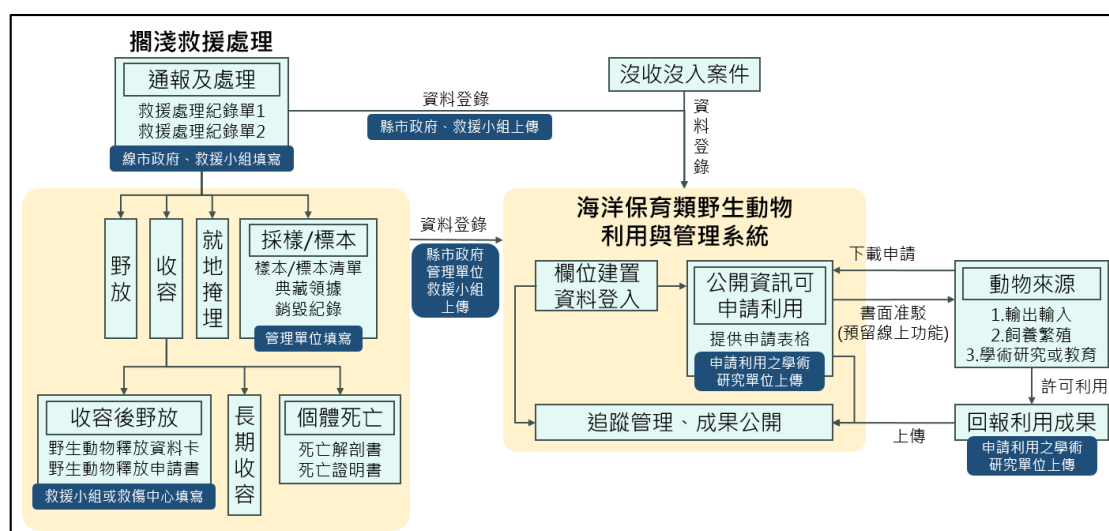 擱淺救援處理
通報及處理
救援處理紀錄單1
救援處理紀錄單2
線市政府、救援小組填寫
資料登錄
縣市政府、救援小組上傳
沒收沒入案件
資料登錄
野放
收容
就地掩埋
採樣/標本
樣本/標本清單
典藏領據
銷毀紀錄
管理單位填寫
收容後野放
野生動物釋放資料卡
野生動物釋放申請書
救援小組或救傷中心填寫
長期收容
個體死亡
死亡解剖書
死亡證明書
資料登錄
縣市政府
管理單位
救援小組
上傳
海洋保育類野生動物
利用與管理系統
欄位建置
資料登入
公開資訊可
申請利用
提供申請表格
申請利用之學術
研究單位上傳
追蹤管理、成果公開
下載申請
書面准駁
(預留線上功能)
動物來源
1.輸出輸入
2.飼養繁殖
3.學術研究或教育
許可利用
回報利用成果
申請利用之學術
研究單位上傳
上傳